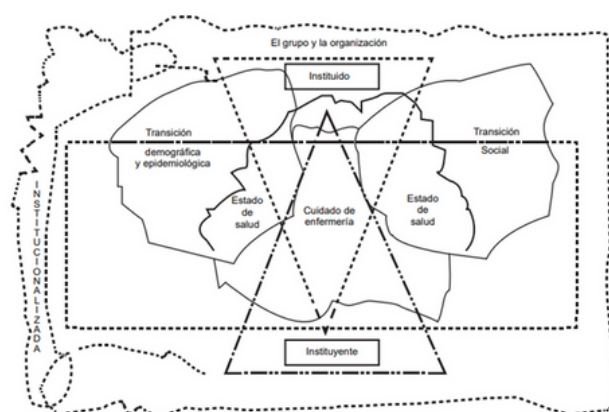 El grupo y la organización
Instituido
Transición
demográfica
y epidemiológica
Transición
Social
Estado
de
salud
Cuidado de
enfermería
Estado
de
salud
INSTITUCIONALIZADA
Instituyente